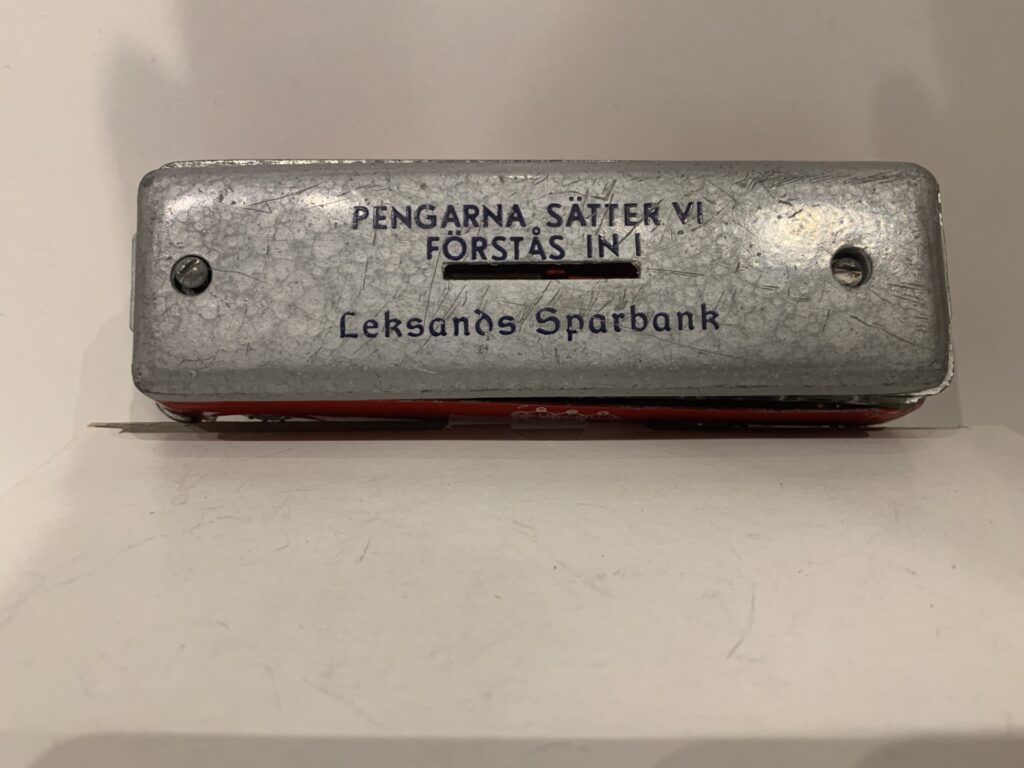 PENGARNA SÄTTER VI
FÖRSTÅS IN I
Leksands Sparbank